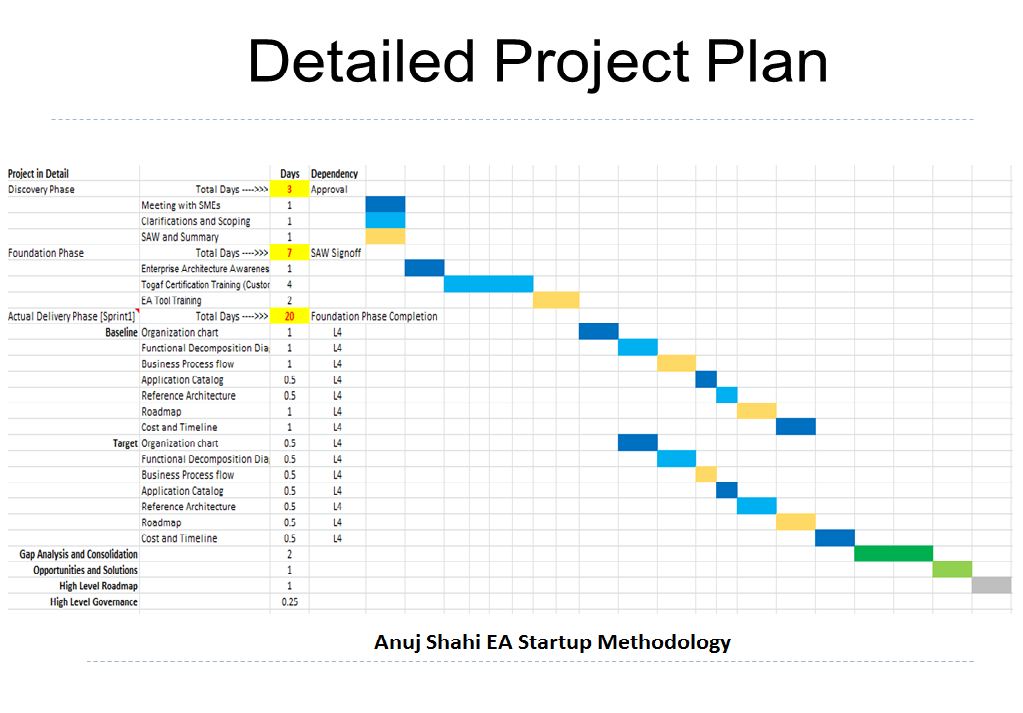 Detailed Project Plan
Project in Detail Days Dependency
Discovery Phase Total Days ---->>> 3 Approval
Meeting with SMEs 1
Clarifications and Scoping 1
SAW and Summary 1
Foundation Phase Total Days ---->>> 7 SAW Signoff
Enterprise Architecture Awarenes 1
Togaf Certification Training (Custor 4
EA Tool Training 2
Actual Delivery Phase [Sprint1] Total Days ---->>> 20 Foundation Phase Completion
Baseline Organization chart 1 L4
Functional Decomposition Dia 1 L4
Business Process flow 1 L4
Application Catalog 0.5 L4
Reference Architecture 0.5 L4
Roadmap 1 L4
Cost and Timeline 1 L4
Target Organization chart 0.5 L4
Functional Decomposition Dia 0.5 L4
Business Process flow 0.5 L4
Application Catalog 0.5 L4
Reference Architecture 0.5 L4
Roadmap 0.5 L4
Cost and Timeline 0.5 L4
Gap Analysis and Consolidation 2
Opportunities and Solutions 1
High Level Roadmap 1
High Level Governance 0.25
Anuj Shahi EA Startup Methodology